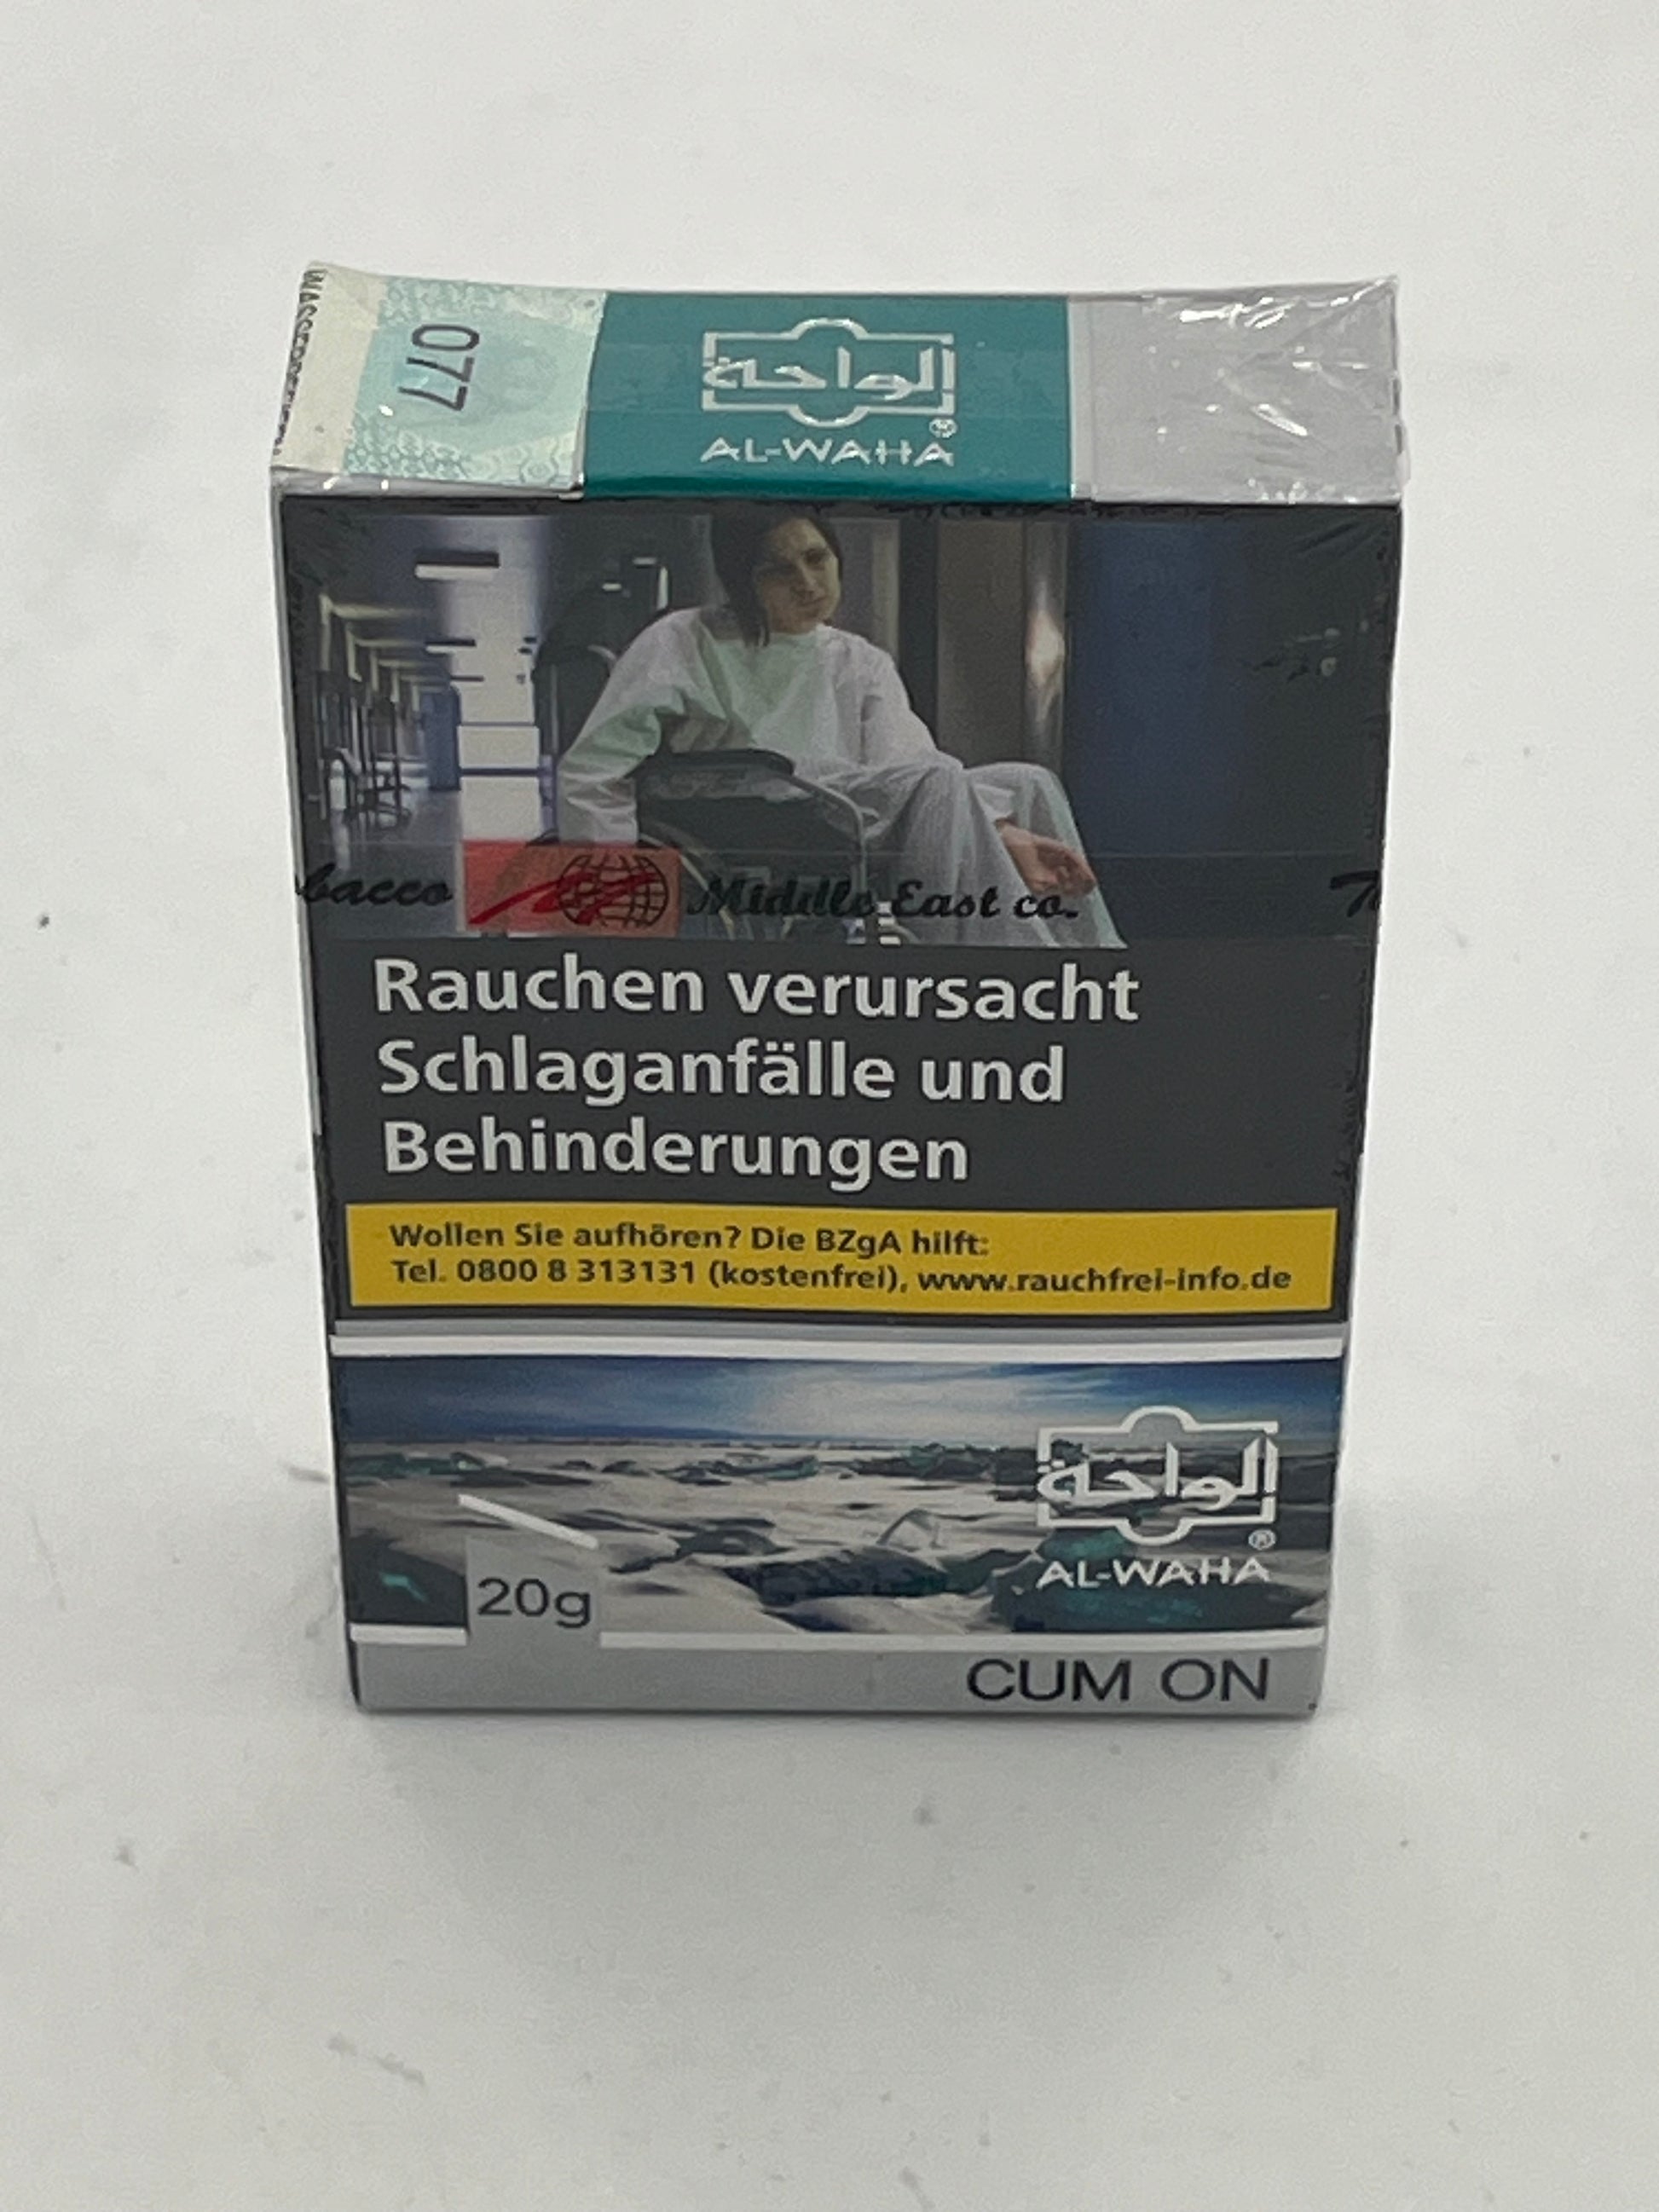 077
الواحة
AL-WAHA
bacco Middle East co.
Rauchen verursacht
Schlaganfälle und
Behinderungen
Wollen Sie aufhören? Die BZgA hilft:
Tel. 0800 8 313131 (kostenfrei), www.rauchfrei-info.de
الواحة
®
AL-WAHA
20g
CUM ON